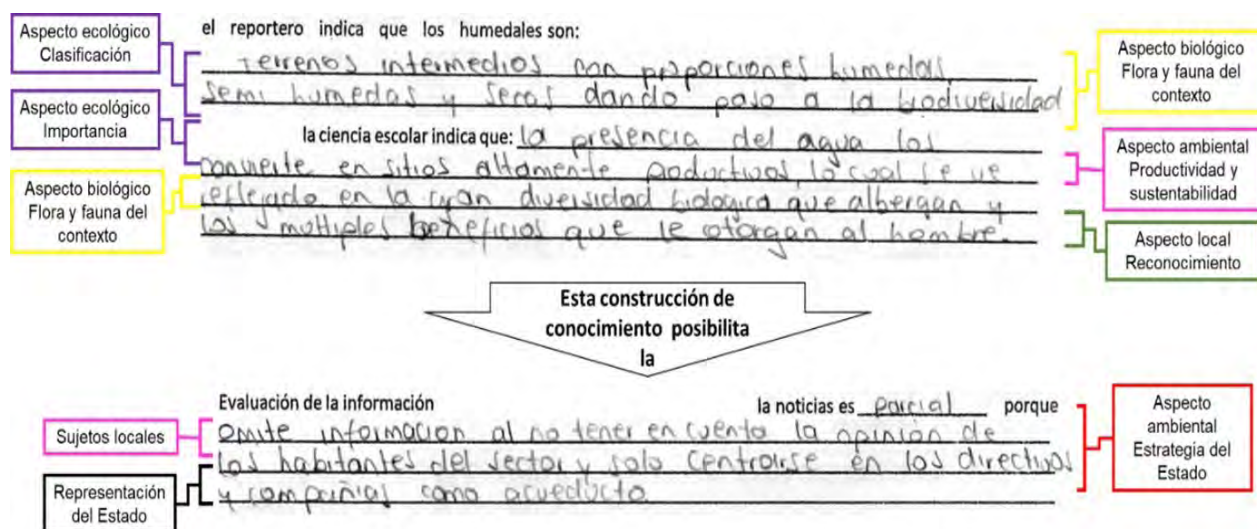 Aspecto ecológico
Clasificación
el reportero indica que los humedales son:
Terrenos intermedios con proporciones humedas,
semi humedas y secas dando paso a la biodiversidad
Aspecto biológico
Flora y fauna del
contexto
Aspecto ecológico
Importancia
la ciencia escolar indica que: la presencia del agua los
convierte en sitios altamente productivos, lo cual se ve
reflejado en la gran diversidad biologica que albergan y
los multiples beneficios que le otorgan al hombre.
Aspecto ambiental
Productividad y
sustentabilidad
Aspecto biológico
Flora y fauna del
contexto
Aspecto local
Reconocimiento
Esta construcción de
conocimiento posibilita
la
Evaluación de la información
la noticias es parcial porque
omite informacion al no tener en cuenta la opinion de
los habitantes del sector y solo centrarse en los directivos
y compañias como acueducto.
Sujetos locales
Representación
del Estado
Aspecto
ambiental
Estrategia del
Estado